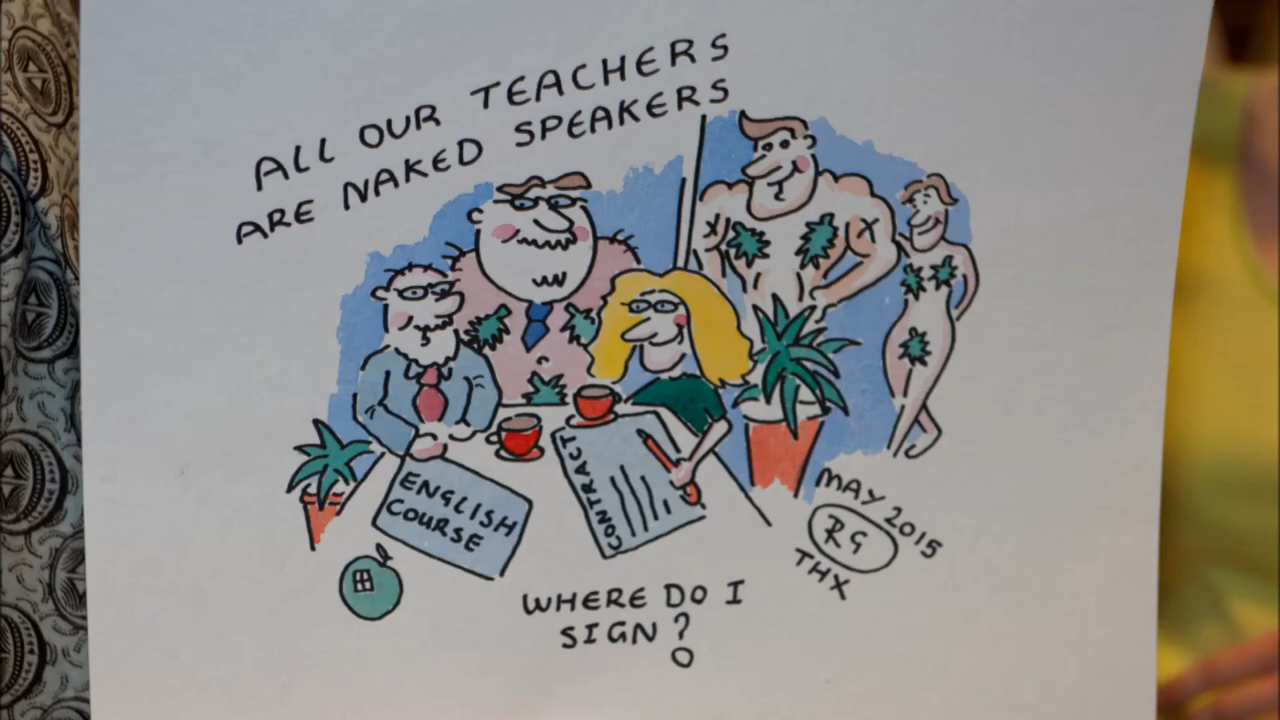 ALL OUR TEACHERS
ARE NAKED SPEAKERS
ENGLISH
COURSE
CONTRACT
MAY 2015
RG
THX
WHERE DO I
SIGN?